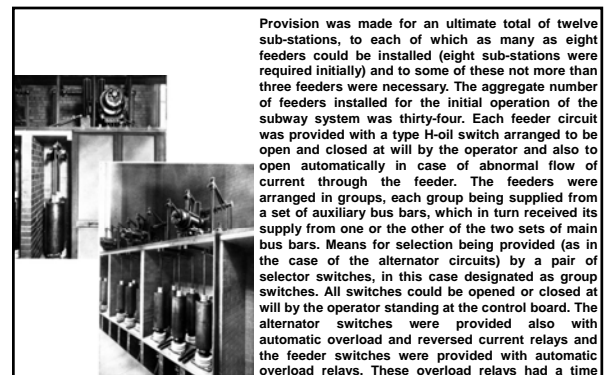 Provision was made for an ultimate total of twelve
sub-stations, to each of which as many as eight
feeders could be installed (eight sub-stations were
required initially) and to some of these not more than
three feeders were necessary. The aggregate number
of feeders installed for the initial operation of the
subway system was thirty-four. Each feeder circuit
was provided with a type H-oil switch arranged to be
open and closed at will by the operator and also to
open automatically in case of abnormal flow of
current through the feeder. The feeders were
arranged in groups, each group being supplied from
a set of auxiliary bus bars, which in turn received its
supply from one or the other of the two sets of main
bus bars. Means for selection being provided (as in
the case of the alternator circuits) by a pair of
selector switches, in this case designated as group
switches. All switches could be opened or closed at
will by the operator standing at the control board. The
alternator switches were provided also with
automatic overload and reversed current relays and
the feeder switches were provided with automatic
overload relays. These overload relays had a time